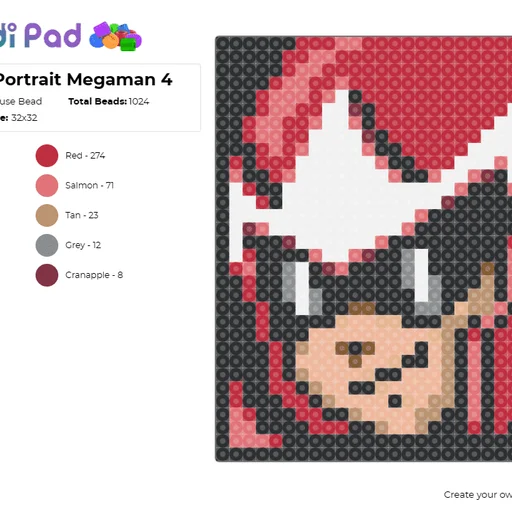 di Pad
Portrait Megaman 4
use Bead Total Beads: 1024
e: 32x32
Red - 274
Salmon - 71
Tan - 23
Grey - 12
Cranapple - 8
Create your ow